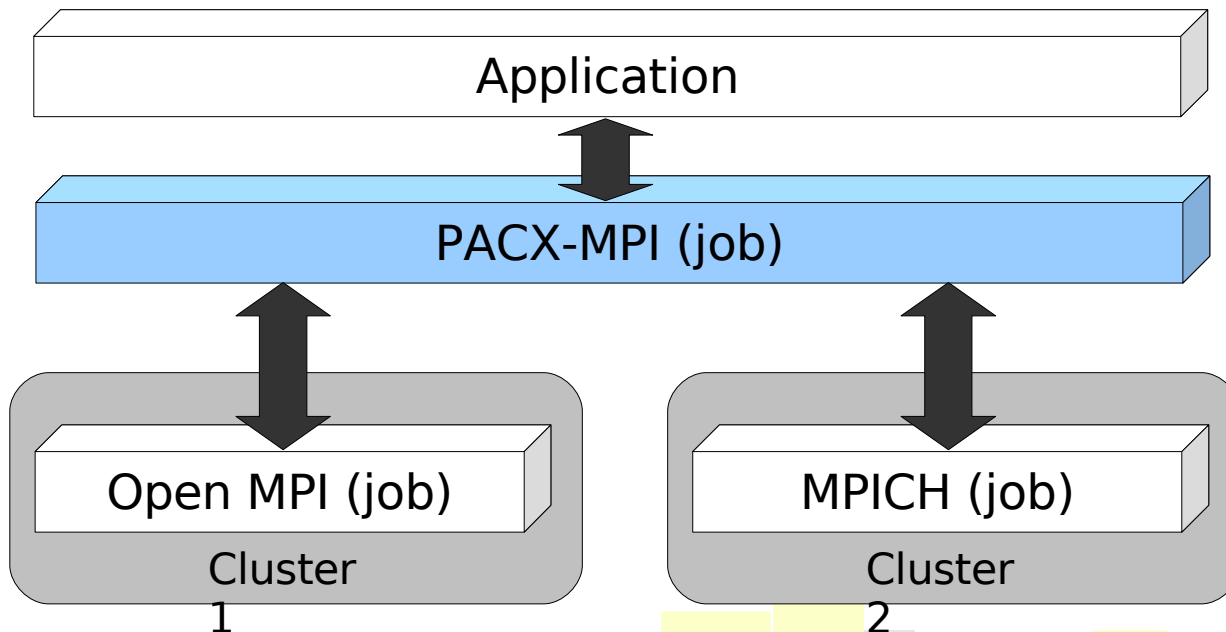 Application
PACX-MPI (job)
Open MPI (job)
MPICH (job)
Cluster
1
Cluster
2